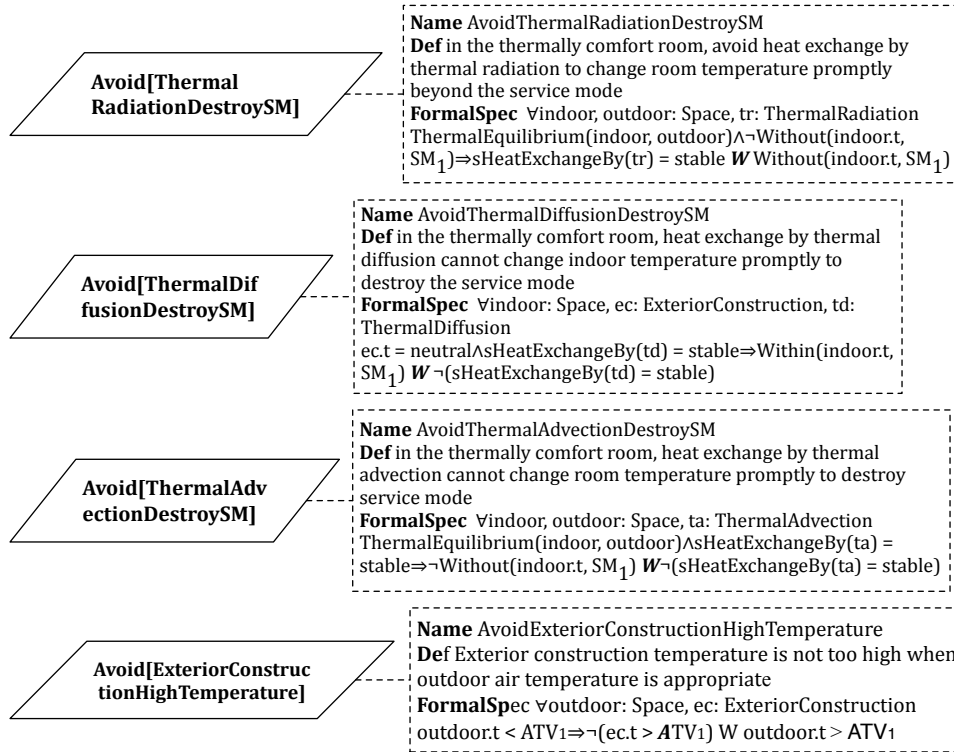 Avoid[Thermal
RadiationDestroySM]
Name AvoidThermalRadiationDestroySM
Def in the thermally comfort room, avoid heat exchange by
thermal radiation to change room temperature promptly
beyond the service mode
FormalSpec ∀indoor, outdoor: Space, tr: ThermalRadiation
ThermalEquilibrium(indoor, outdoor)∧¬Without(indoor.t,
SM₁)⇒sHeatExchangeBy(tr) = stable W Without(indoor.t, SM₁)
Avoid[ThermalDif
fusionDestroySM]
Name AvoidThermalDiffusionDestroySM
Def in the thermally comfort room, heat exchange by thermal
diffusion cannot change indoor temperature promptly to
destroy the service mode
FormalSpec ∀indoor: Space, ec: ExteriorConstruction, td:
ThermalDiffusion
ec.t = neutral∧sHeatExchangeBy(td) = stable⇒Within(indoor.t,
SM₁) W ¬(sHeatExchangeBy(td) = stable)
Avoid[ThermalAdv
ectionDestroySM]
Name AvoidThermalAdvectionDestroySM
Def in the thermally comfort room, heat exchange by thermal
advection cannot change room temperature promptly to destroy
service mode
FormalSpec ∀indoor, outdoor: Space, ta: ThermalAdvection
ThermalEquilibrium(indoor, outdoor)∧sHeatExchangeBy(ta) =
stable⇒¬Without(indoor.t, SM₁) W¬(sHeatExchangeBy(ta) = stable)
Avoid[ExteriorConstruc
tionHighTemperature]
Name AvoidExteriorConstructionHighTemperature
Def Exterior construction temperature is not too high when
outdoor air temperature is appropriate
FormalSpec ∀outdoor: Space, ec: ExteriorConstruction
outdoor.t < ATV₁⇒¬(ec.t > ATV₁) W outdoor.t > ATV₁